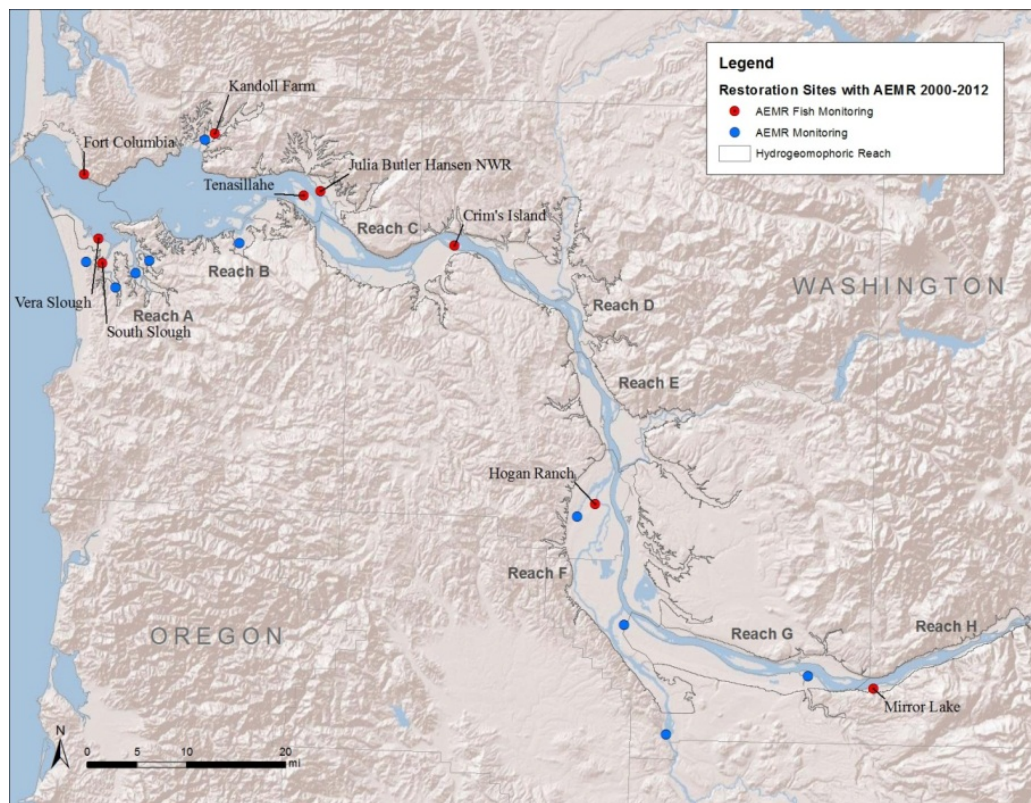 Legend
Restoration Sites with AEMR 2000-2012
AEMR Fish Monitoring
AEMR Monitoring
Hydrogeomophoric Reach
Kandoll Farm
Fort Columbia
Julia Butler Hansen NWR
Tenasillahe
Crim's Island
Reach C
Reach B
WASHINGTON
Vera Slough
Reach A
South Slough
Reach D
Reach E
Hogan Ranch
Reach F
OREGON
Reach G
Reach H
Mirror Lake
N
0 5 10 20
mi